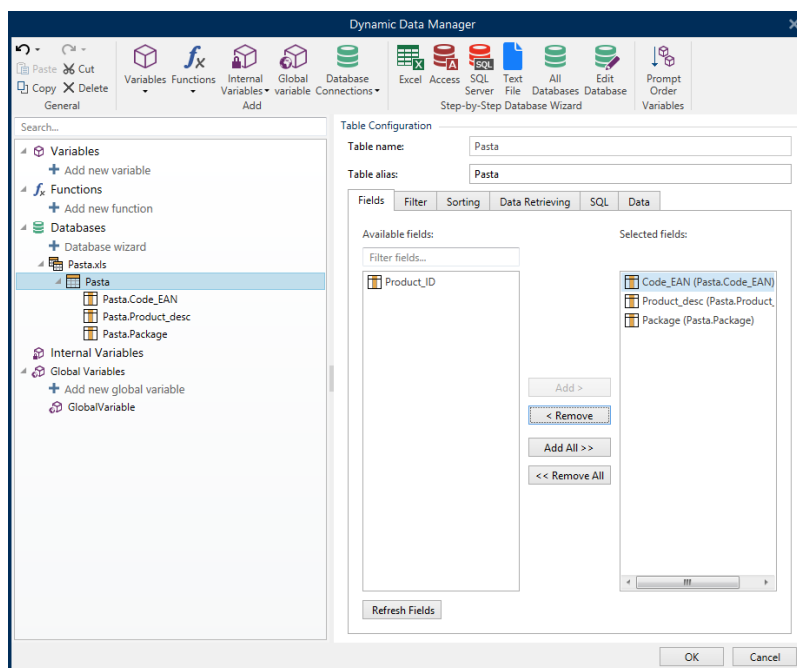 Dynamic Data Manager
Paste Cut
Copy Delete
General
Variables Functions Internal Variables Global variable Database Connections
Add
Excel Access SQL Server Text File All Databases Edit Database
Step-by-Step Database Wizard
Prompt Order
Variables
Search...
Variables
Add new variable
Functions
Add new function
Databases
Database wizard
Pasta.xls
Pasta
Pasta.Code_EAN
Pasta.Product_desc
Pasta.Package
Internal Variables
Global Variables
Add new global variable
GlobalVariable
Table Configuration
Table name: Pasta
Table alias: Pasta
Fields Filter Sorting Data Retrieving SQL Data
Available fields:
Filter fields...
Product_ID
Add >
< Remove
Add All >>
<< Remove All
Selected fields:
Code_EAN (Pasta.Code_EAN)
Product_desc (Pasta.Product_
Package (Pasta.Package)
Refresh Fields
OK Cancel